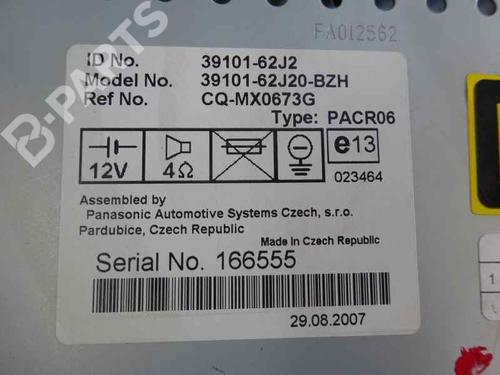 FA012562
ID No. 39101-62J2
Model No. 39101-62J20-BZH
Ref No. CQ-MX0673G
Type: PACR06
12V 4Ω e13
023464
Assembled by
Panasonic Automotive Systems Czech, s.r.o.
Pardubice, Czech Republic
Made in Czech Republic
Serial No. 166555
29.08.2007
B-PARTS